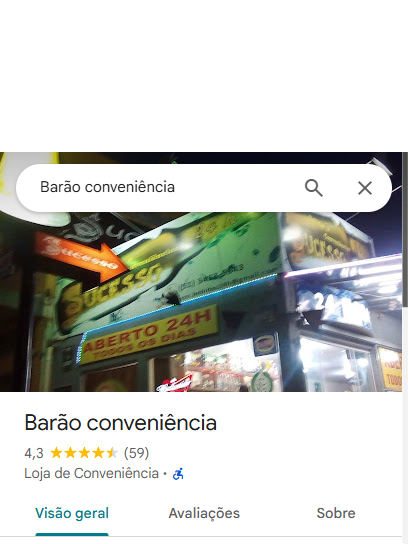 Barão conveniência
Sucesso
Sucesso
Sucesso
ABERTO 24H
TODOS OS DIAS
24
Barão conveniência
4,3 (59)
Loja de Conveniência ·
Visão geral Avaliações Sobre